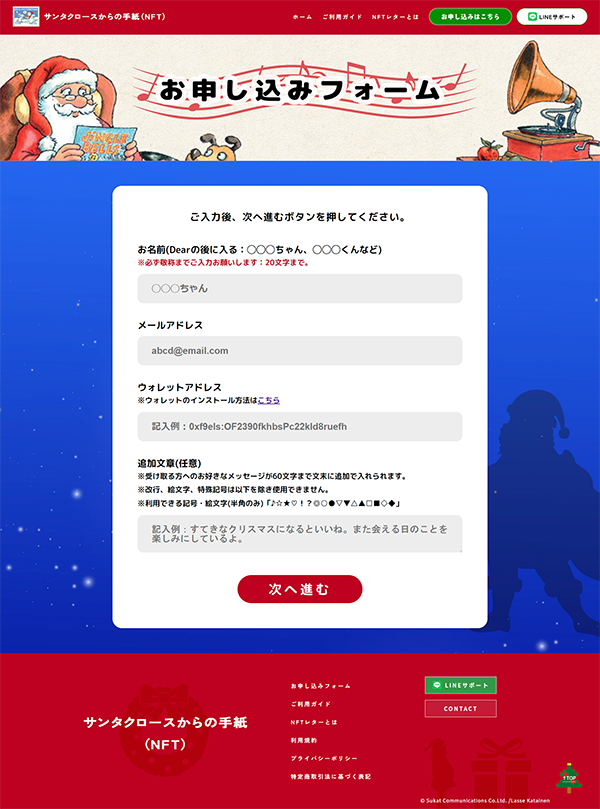 サンタクロースからの手紙(NFT)
ホーム ご利用ガイド NFTレターとは お申し込みはこちら LINEサポート
お申し込みフォーム
JINGLE BELLS
ご入力後、次へ進むボタンを押してください。
お名前(Dearの後に入る：〇〇〇ちゃん、〇〇〇くんなど)
※必ず敬称までご入力お願いします：20文字まで。
〇〇〇ちゃん
メールアドレス
abcd@email.com
ウォレットアドレス
※ウォレットのインストール方法はこちら
記入例：0xf9els:OF2390fkhbsPc22kld8ruefh
追加文章(任意)
※受け取る方へのお好きなメッセージが60文字まで文末に追加で入れられます。
※改行、絵文字、特殊記号は以下を除き使用できません。
※利用できる記号・絵文字(半角のみ)「♪☆★♡！？◎○●▽▼△▲□■◇◆」
記入例：すてきなクリスマスになるといいね。また会える日のことを
楽しみにしているよ。
次へ進む
サンタクロースからの手紙
(NFT)
お申し込みフォーム
ご利用ガイド
NFTレターとは
利用規約
プライバシーポリシー
特定商取引法に基づく表記
LINEサポート
CONTACT
↑TOP
© Sukat Communications Co.Ltd. /Lasse Katainen